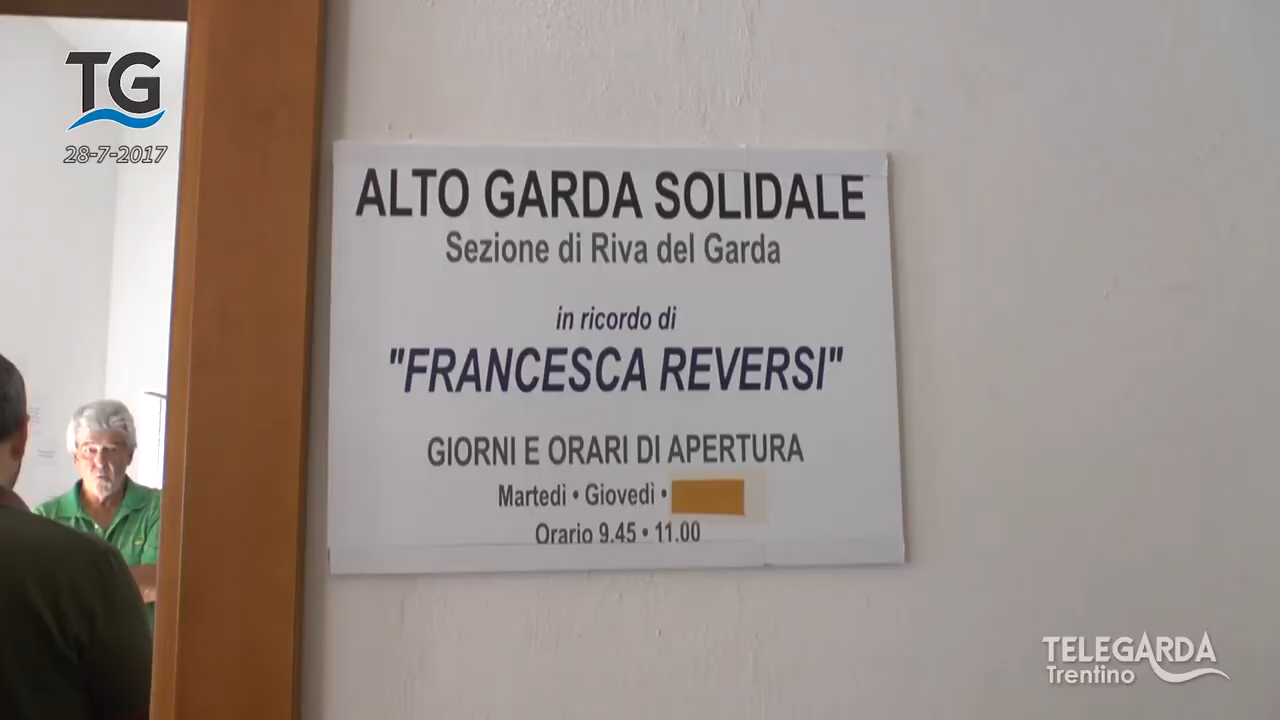 TG
28-7-2017
ALTO GARDA SOLIDALE
Sezione di Riva del Garda
in ricordo di
"FRANCESCA REVERSI"
GIORNI E ORARI DI APERTURA
Martedì • Giovedì •
Orario 9.45 • 11.00
TELEGARDA
Trentino